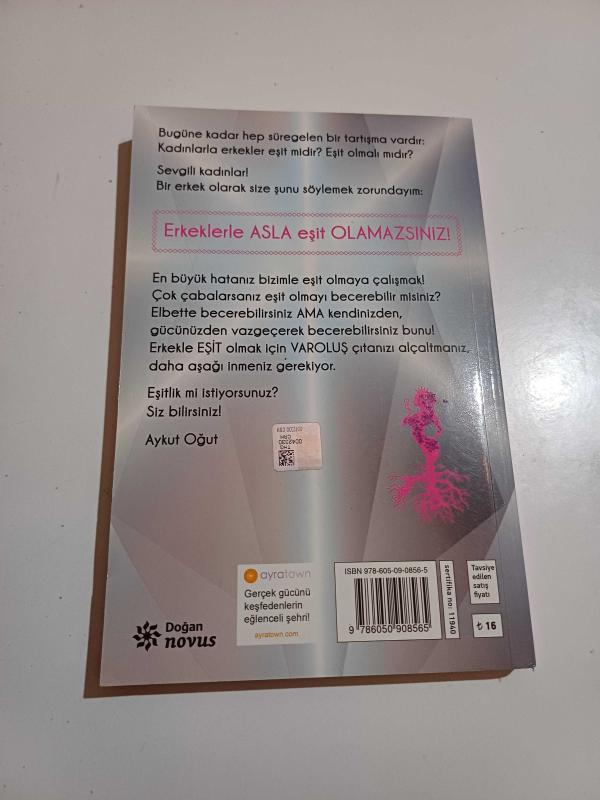 Bugüne kadar hep süregelen bir tartışma vardır:
Kadınlarla erkekler eşit midir? Eşit olmalı mıdır?
Sevgili kadınlar!
Bir erkek olarak size şunu söylemek zorundayım:
Erkeklerle ASLA eşit OLAMAZSINIZ!
En büyük hatanız bizimle eşit olmaya çalışmak!
Çok çabalarsanız eşit olmayı becerebilir misiniz?
Elbette becerebilirsiniz AMA kendinizden,
gücünüzden vazgeçerek becerebilirsiniz bunu!
Erkekle EŞİT olmak için VAROLUŞ çıtanızı alçaltmanız,
daha aşağı inmeniz gerekiyor.
Eşitlik mi istiyorsunuz?
Siz bilirsiniz!
Aykut Oğut
ayratown
Gerçek gücünü
keşfedenlerin
eğlenceli şehri!
ayratown.com
Doğan
novus
ISBN 978-605-09-0856-5
9 786050 908565
sertifika no: 11940
Tavsiye
edilen
satış
fiyatı
₺ 16